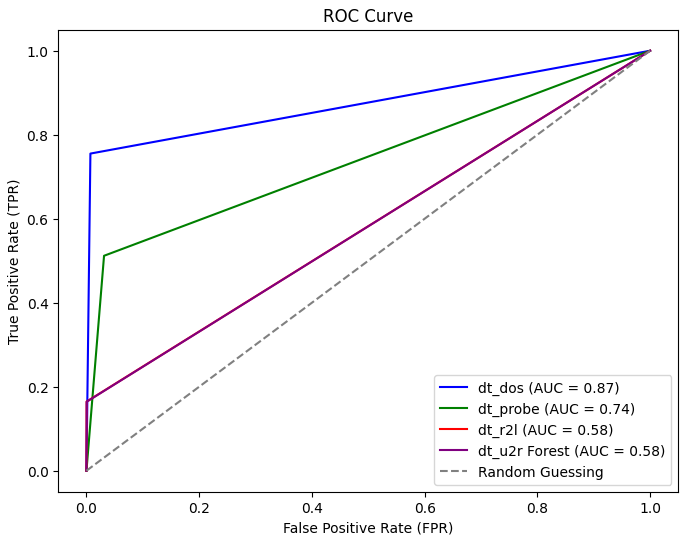 ROC Curve
1.0
0.8
0.6
0.4
0.2
0.0
True Positive Rate (TPR)
dt_dos (AUC = 0.87)
dt_probe (AUC = 0.74)
dt_r2l (AUC = 0.58)
dt_u2r Forest (AUC = 0.58)
Random Guessing
0.0 0.2 0.4 0.6 0.8 1.0
False Positive Rate (FPR)